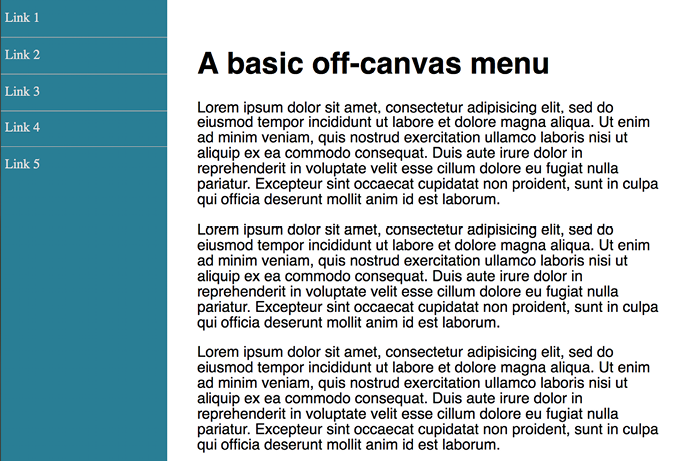 Link 1
Link 2
Link 3
Link 4
Link 5
A basic off-canvas menu
Lorem ipsum dolor sit amet, consectetur adipisicing elit, sed do
eiusmod tempor incididunt ut labore et dolore magna aliqua. Ut enim
ad minim veniam, quis nostrud exercitation ullamco laboris nisi ut
aliquip ex ea commodo consequat. Duis aute irure dolor in
reprehenderit in voluptate velit esse cillum dolore eu fugiat nulla
pariatur. Excepteur sint occaecat cupidatat non proident, sunt in culpa
qui officia deserunt mollit anim id est laborum.
Lorem ipsum dolor sit amet, consectetur adipisicing elit, sed do
eiusmod tempor incididunt ut labore et dolore magna aliqua. Ut enim
ad minim veniam, quis nostrud exercitation ullamco laboris nisi ut
aliquip ex ea commodo consequat. Duis aute irure dolor in
reprehenderit in voluptate velit esse cillum dolore eu fugiat nulla
pariatur. Excepteur sint occaecat cupidatat non proident, sunt in culpa
qui officia deserunt mollit anim id est laborum.
Lorem ipsum dolor sit amet, consectetur adipisicing elit, sed do
eiusmod tempor incididunt ut labore et dolore magna aliqua. Ut enim
ad minim veniam, quis nostrud exercitation ullamco laboris nisi ut
aliquip ex ea commodo consequat. Duis aute irure dolor in
reprehenderit in voluptate velit esse cillum dolore eu fugiat nulla
pariatur. Excepteur sint occaecat cupidatat non proident, sunt in culpa
qui officia deserunt mollit anim id est laborum.